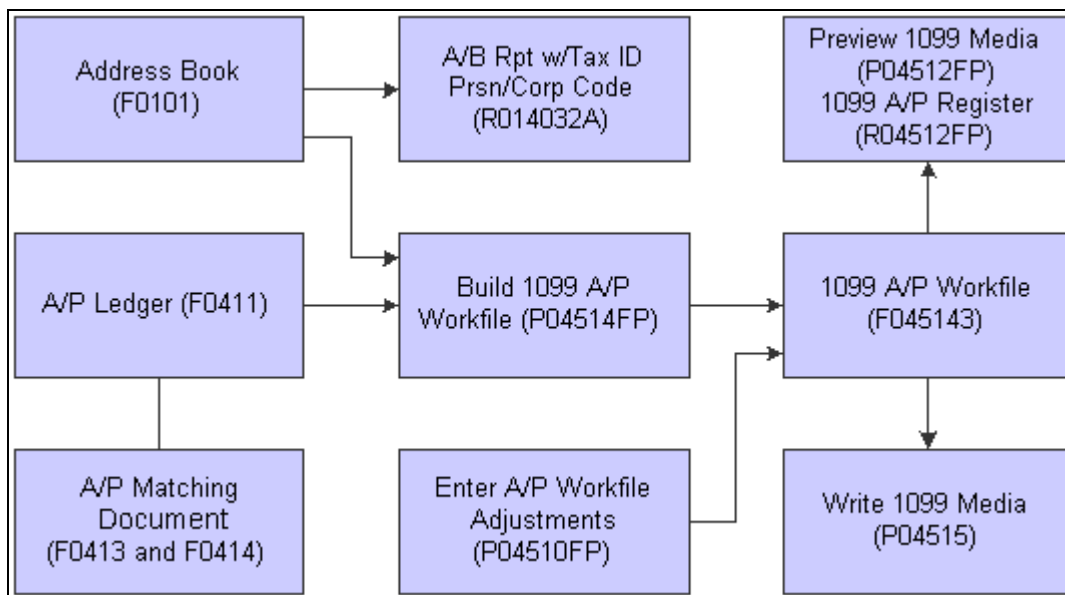 Address Book
(F0101)
A/B Rpt w/Tax ID
Prsn/Corp Code
(R014032A)
Preview 1099 Media
(P04512FP)
1099 A/P Register
(R04512FP)
A/P Ledger (F0411)
Build 1099 A/P
Workfile (P04514FP)
1099 A/P Workfile
(F045143)
A/P Matching
Document
(F0413 and F0414)
Enter A/P Workfile
Adjustments
(P04510FP)
Write 1099 Media
(P04515)